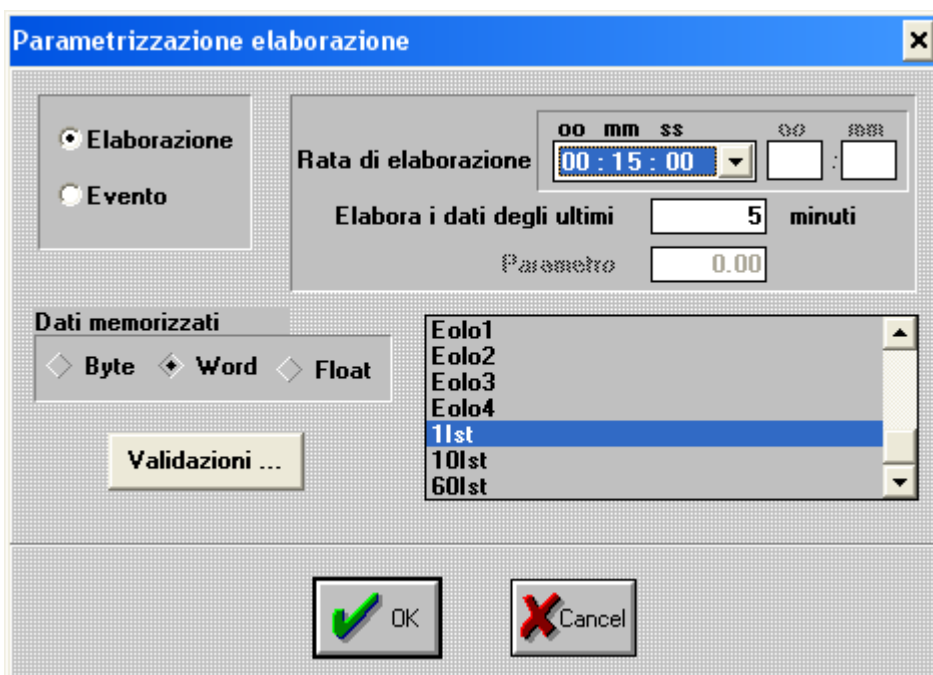 Parametrizzazione elaborazione
Elaborazione
Evento
oo mm ss oo mm
Rata di elaborazione 00 : 15 : 00 :
Elabora i dati degli ultimi 5 minuti
Parametro 0.00
Dati memorizzati
Byte Word Float
Validazioni ...
Eolo1
Eolo2
Eolo3
Eolo4
1Ist
10Ist
60Ist
OK Cancel